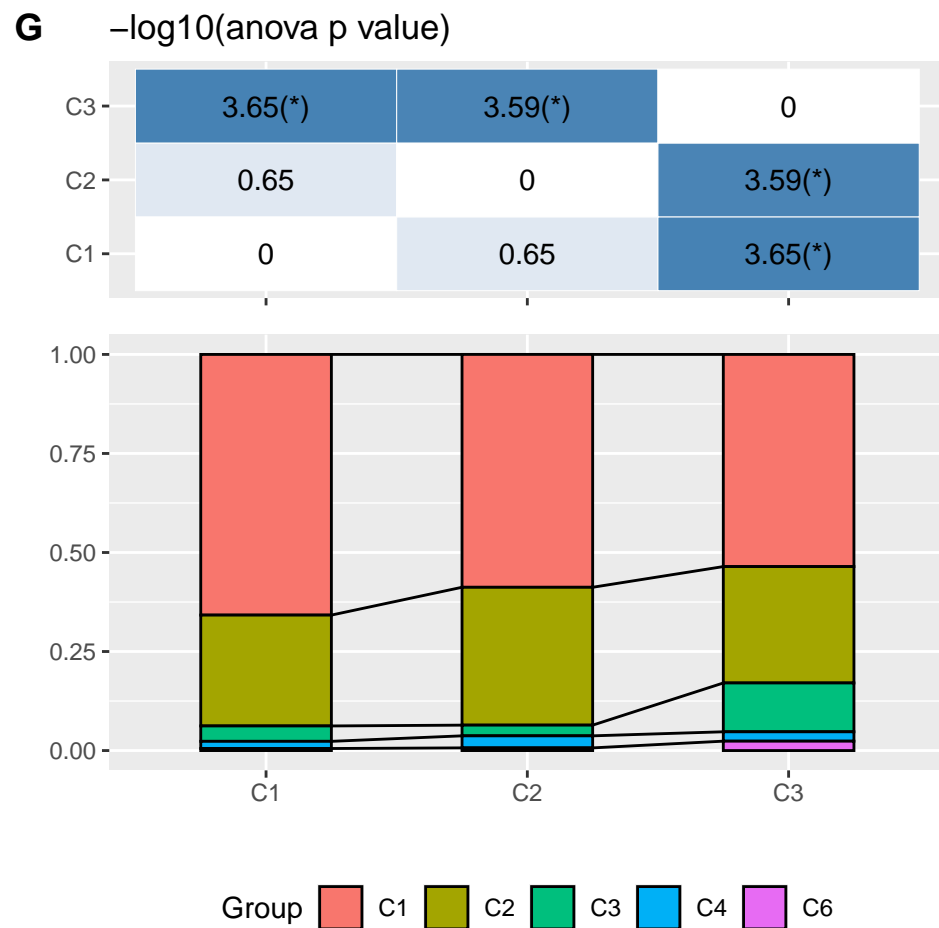 G −log10(anova p value)
C3 3.65(*) 3.59(*) 0
C2 0.65 0 3.59(*)
C1 0 0.65 3.65(*)
1.00
0.75
0.50
0.25
0.00
C1 C2 C3
Group C1 C2 C3 C4 C6